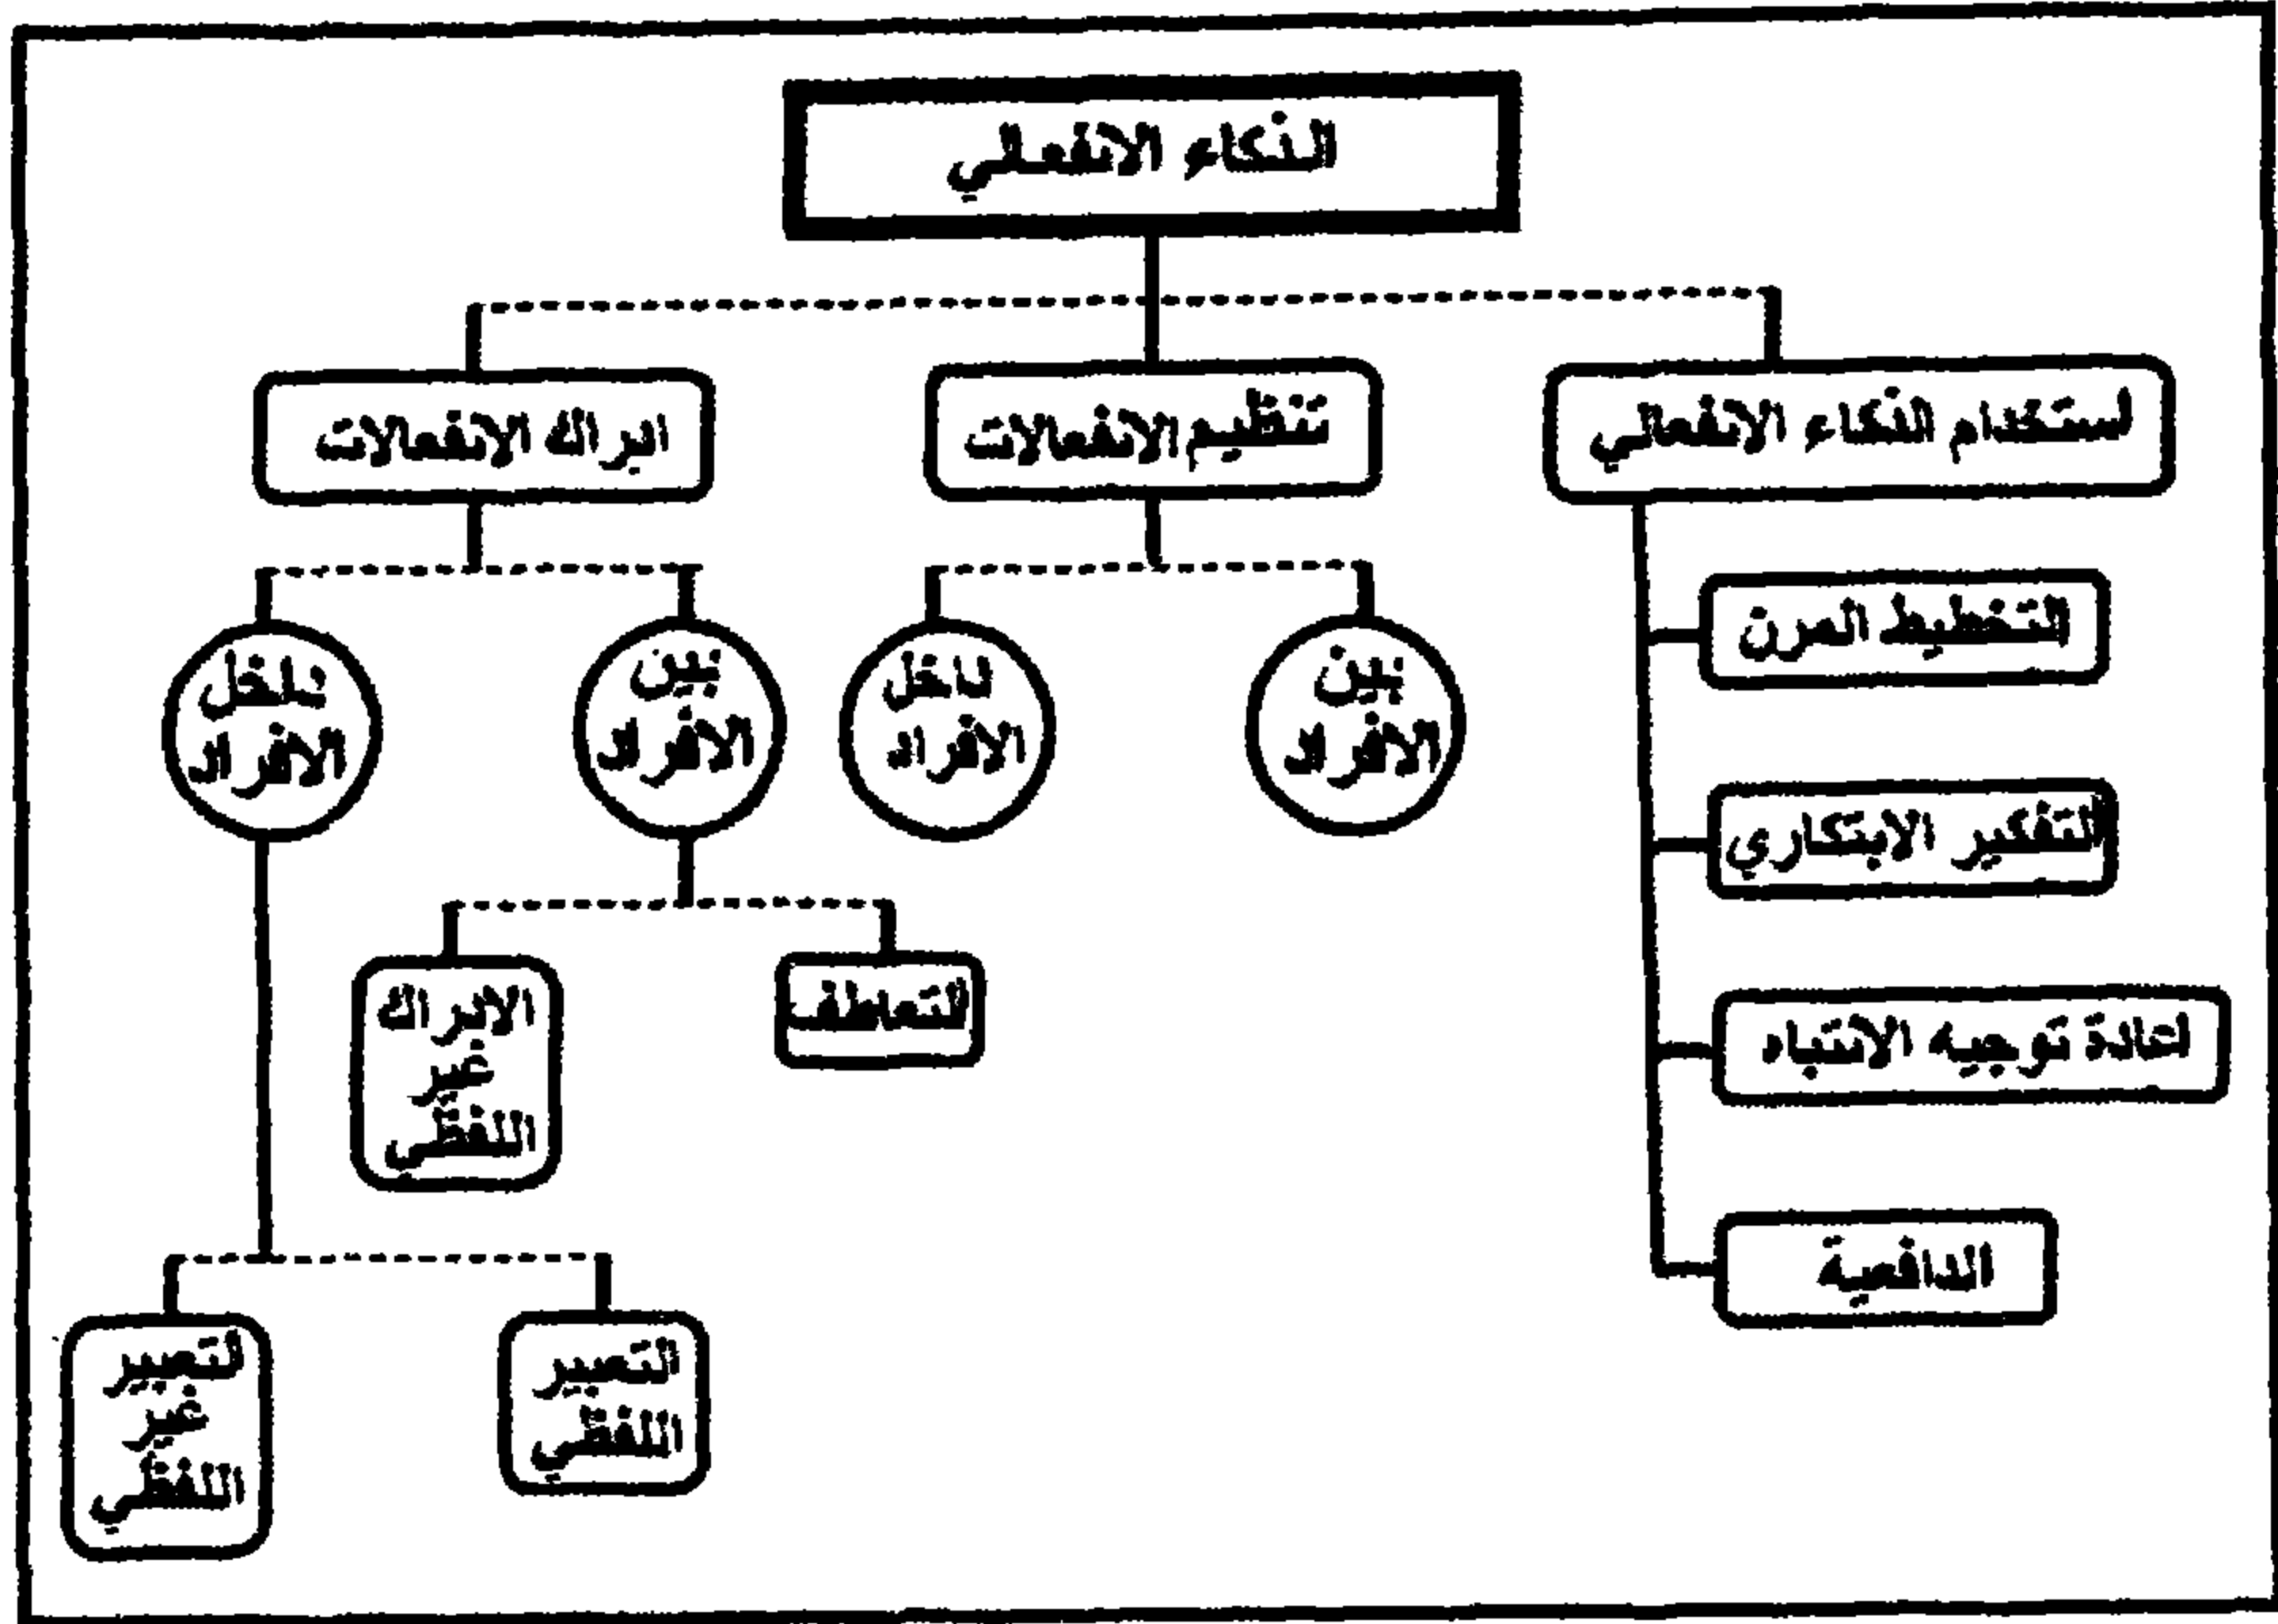 الذكاء الانفعالي
استخدام الذكاء الانفعالي
تنظيم الانفعالات
ادراك الانفعالات
التخطيط المرن
التفكير الابتكاري
اعادة توجيه الانتباه
الدافعية
بين
الافراد
داخل
الافراد
بين
الافراد
داخل
الافراد
التعاطف
الادراك
غير
اللفظي
التعبير
اللفظي
التعبير
غير
اللفظي